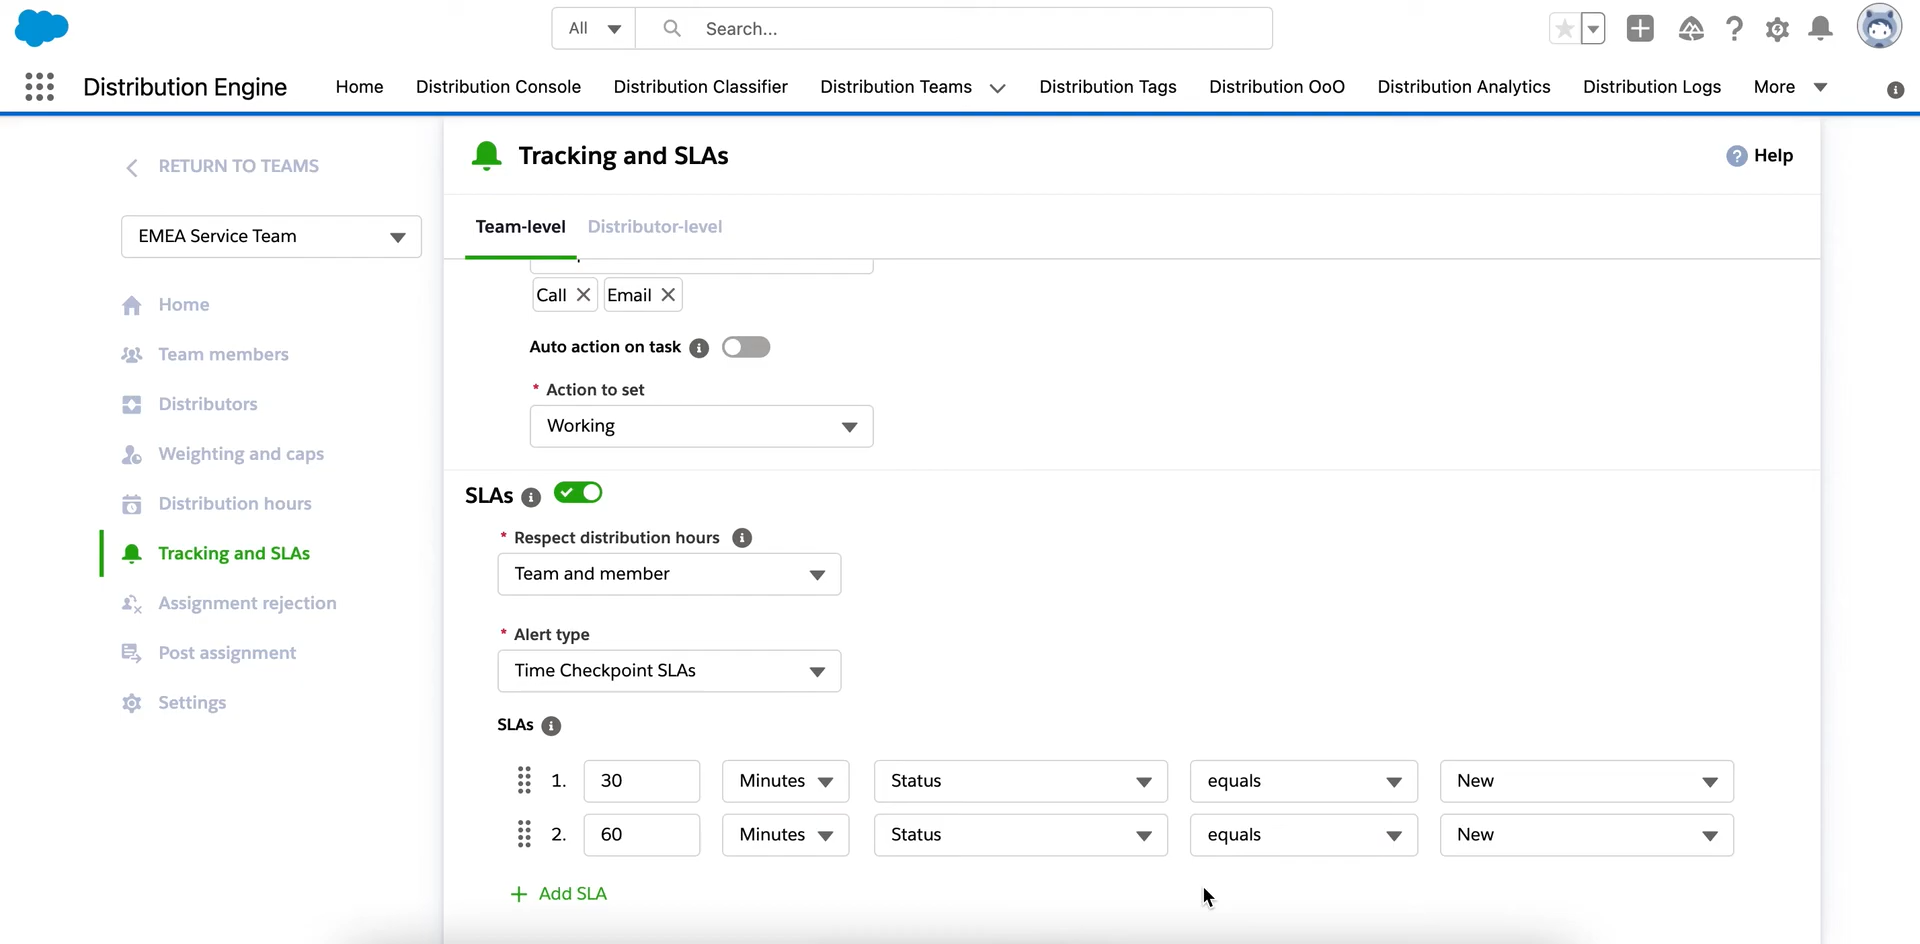 All
Search...
Distribution Engine
Home
Distribution Console
Distribution Classifier
Distribution Teams
Distribution Tags
Distribution OoO
Distribution Analytics
Distribution Logs
More
RETURN TO TEAMS
EMEA Service Team
Home
Team members
Distributors
Weighting and caps
Distribution hours
Tracking and SLAs
Assignment rejection
Post assignment
Settings
Tracking and SLAs
? Help
Team-level
Distributor-level
Call
Email
Auto action on task
* Action to set
Working
SLAs
* Respect distribution hours
Team and member
* Alert type
Time Checkpoint SLAs
SLAs
1. 30 Minutes Status equals New
2. 60 Minutes Status equals New
+ Add SLA